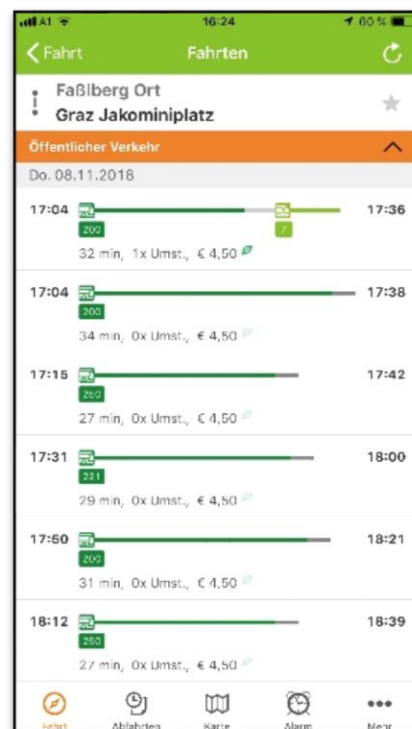 A1 16:24 60 %
Fahrt Fahrten
Faßlberg Ort
Graz Jakominiplatz
Öffentlicher Verkehr
Do. 08.11.2018
17:04 17:36
200 7
32 min, 1x Umst., € 4,50
17:04 17:38
200
34 min, 0x Umst., € 4,50
17:15 17:42
260
27 min, 0x Umst., € 4,50
17:31 18:00
221
29 min, 0x Umst., € 4,50
17:50 18:21
200
31 min, 0x Umst., € 4,50
18:12 18:39
260
27 min, 0x Umst., € 4,50
Fahrt Abfahrten Karte Alarm Mehr